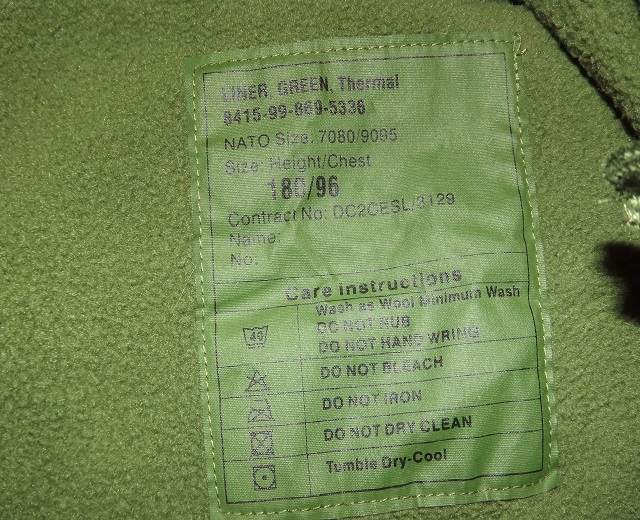 LINER, GREEN, Thermal
8415-99-869-5336
NATO Size: 7080/9095
Size: Height/Chest
180/96
Contract No: DC2CESL/3129
Name:
No:
Care Instructions
Wash as Wool Minimum Wash
40
DO NOT RUB
DO NOT HAND WRING
DO NOT BLEACH
DO NOT IRON
DO NOT DRY CLEAN
Tumble Dry-Cool